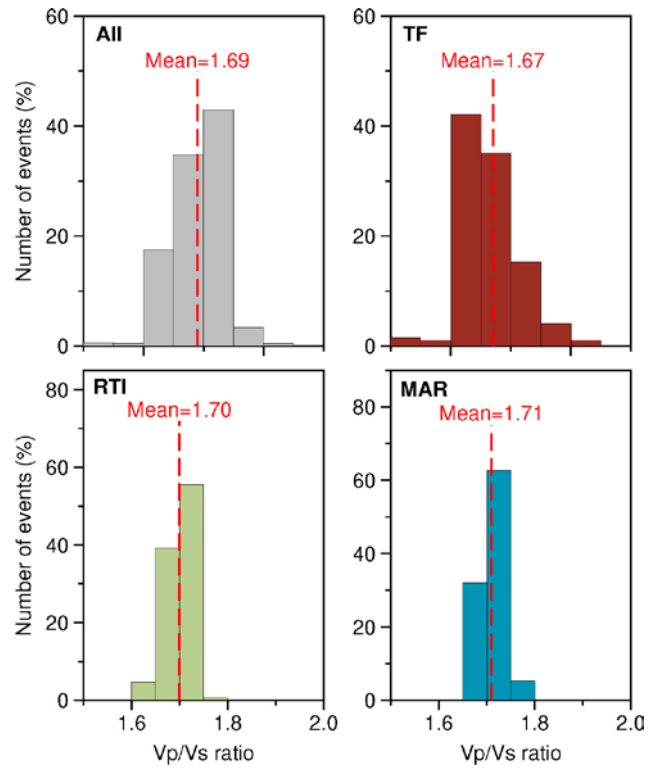 60
All
Mean=1.69
40
20
0
Number of events (%)
60
TF
Mean=1.67
40
20
0
RTI
80
Mean=1.70
60
40
20
0
Number of events (%)
1.6
1.8
2.0
Vp/Vs ratio
MAR
80
Mean=1.71
60
40
20
0
1.6
1.8
2.0
Vp/Vs ratio